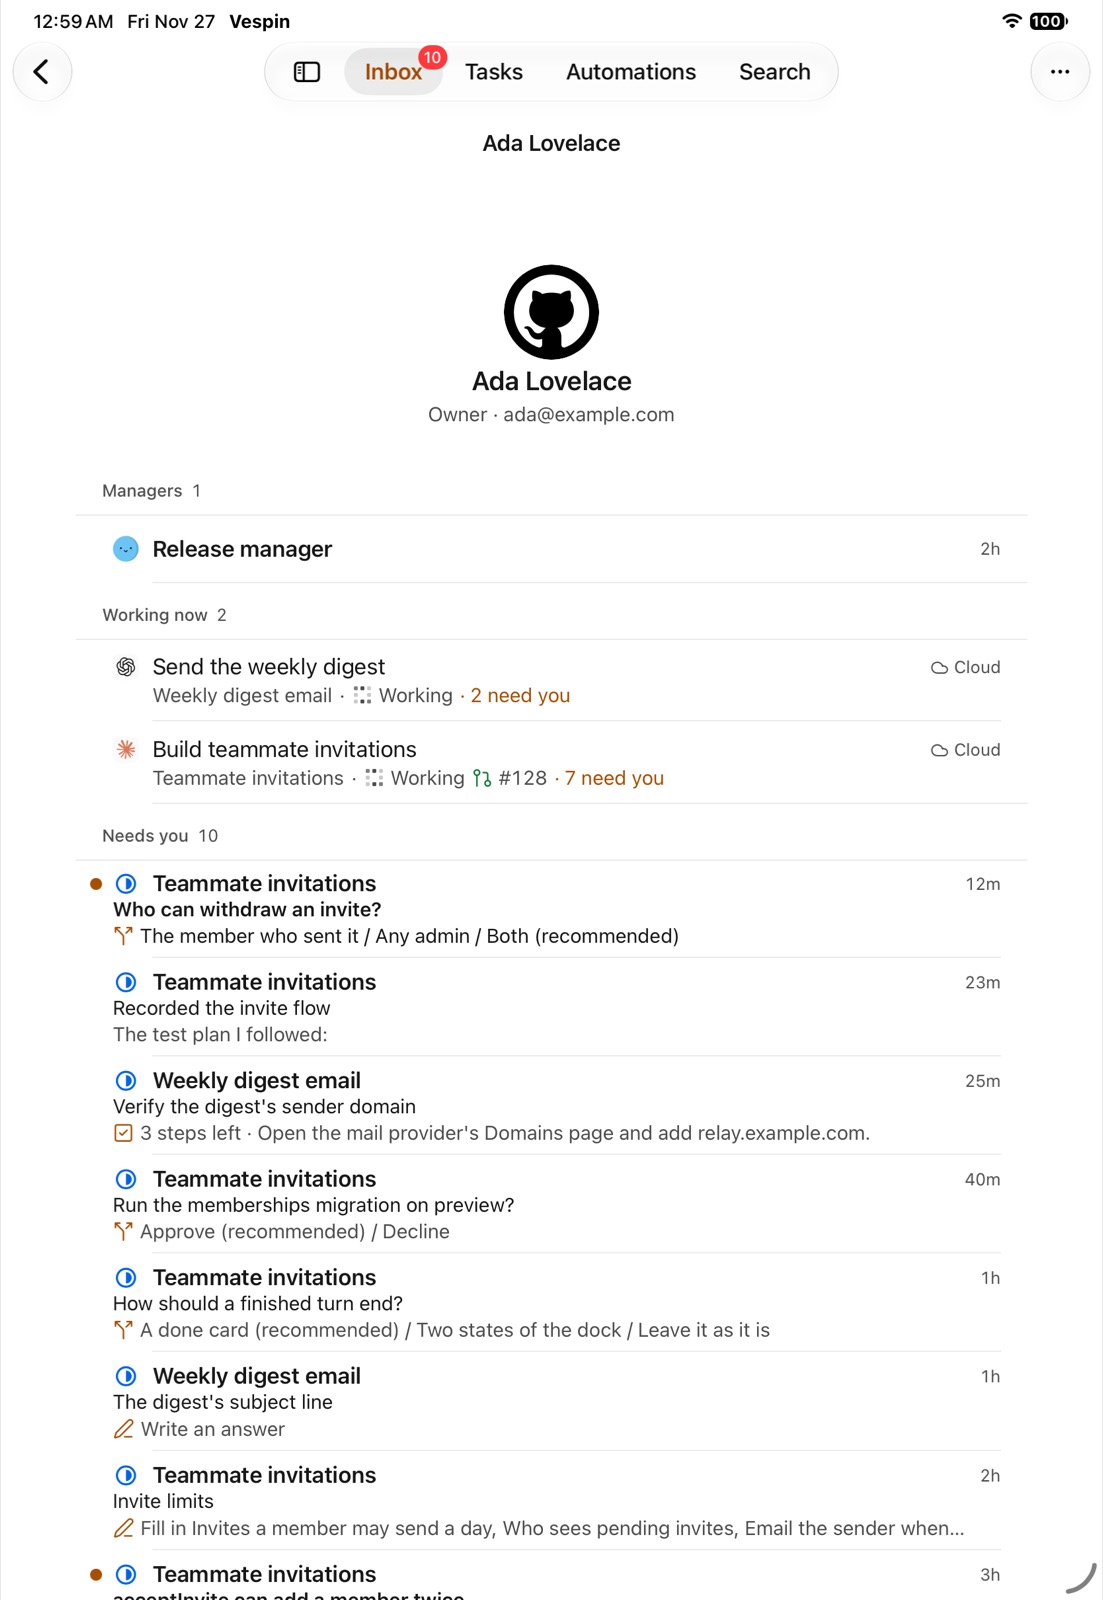 12:59 AM Fri Nov 27 Vespin
100
Inbox 10 Tasks Automations Search
Ada Lovelace
Ada Lovelace
Owner · ada@example.com
Managers 1
Release manager 2h
Working now 2
Send the weekly digest Cloud
Weekly digest email · Working · 2 need you
Build teammate invitations Cloud
Teammate invitations · Working #128 · 7 need you
Needs you 10
Teammate invitations 12m
Who can withdraw an invite?
The member who sent it / Any admin / Both (recommended)
Teammate invitations 23m
Recorded the invite flow
The test plan I followed:
Weekly digest email 25m
Verify the digest's sender domain
3 steps left · Open the mail provider's Domains page and add relay.example.com.
Teammate invitations 40m
Run the memberships migration on preview?
Approve (recommended) / Decline
Teammate invitations 1h
How should a finished turn end?
A done card (recommended) / Two states of the dock / Leave it as it is
Weekly digest email 1h
The digest's subject line
Write an answer
Teammate invitations 2h
Invite limits
Fill in Invites a member may send a day, Who sees pending invites, Email the sender when...
Teammate invitations 3h
acceptInvite can add a member twice